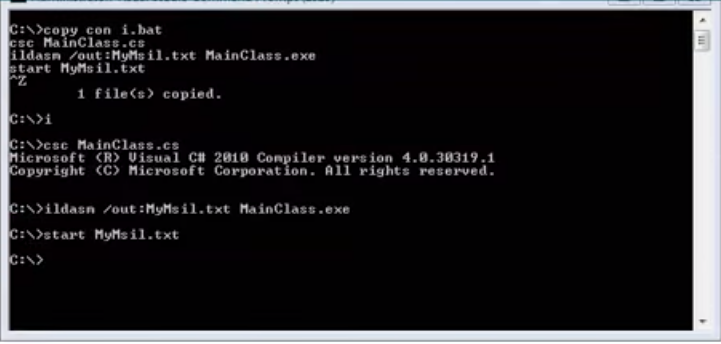 C:\>copy con i.bat
csc MainClass.cs
ildasm /out:MyMsil.txt MainClass.exe
start MyMsil.txt
^Z
        1 file(s) copied.
C:\>i
C:\>csc MainClass.cs
Microsoft (R) Visual C# 2010 Compiler version 4.0.30319.1
Copyright (C) Microsoft Corporation. All rights reserved.
C:\>ildasm /out:MyMsil.txt MainClass.exe
C:\>start MyMsil.txt
C:\>